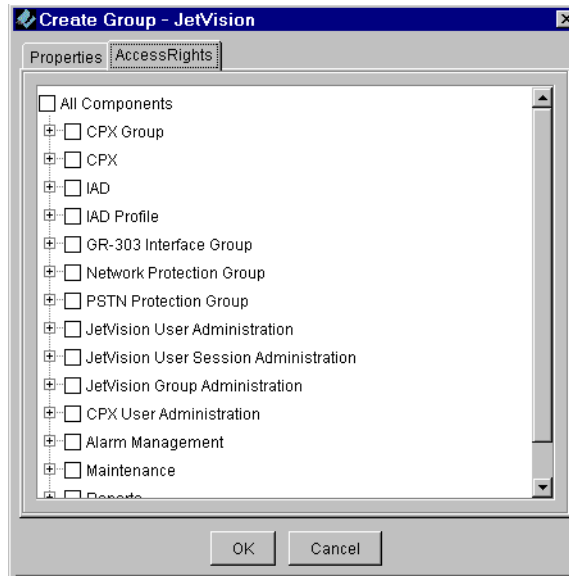 Create Group - JetVision
Properties AccessRights
All Components
CPX Group
CPX
IAD
IAD Profile
GR-303 Interface Group
Network Protection Group
PSTN Protection Group
JetVision User Administration
JetVision User Session Administration
JetVision Group Administration
CPX User Administration
Alarm Management
Maintenance
Reports
OK Cancel